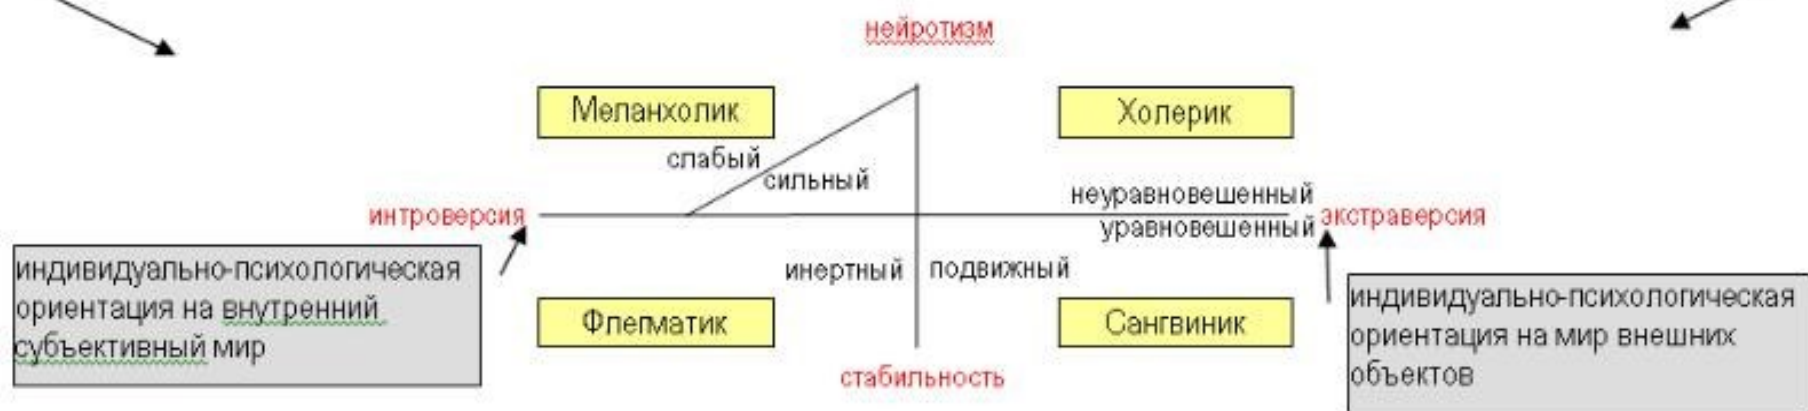 нейротизм
Меланхолик
Холерик
слабый
сильный
неуравновешенный
интроверсия
экстраверсия
уравновешенный
индивидуально-психологическая
ориентация на внутренний
субъективный мир
инертный
подвижный
индивидуально-психологическая
ориентация на мир внешних
объектов
Флегматик
Сангвиник
стабильность